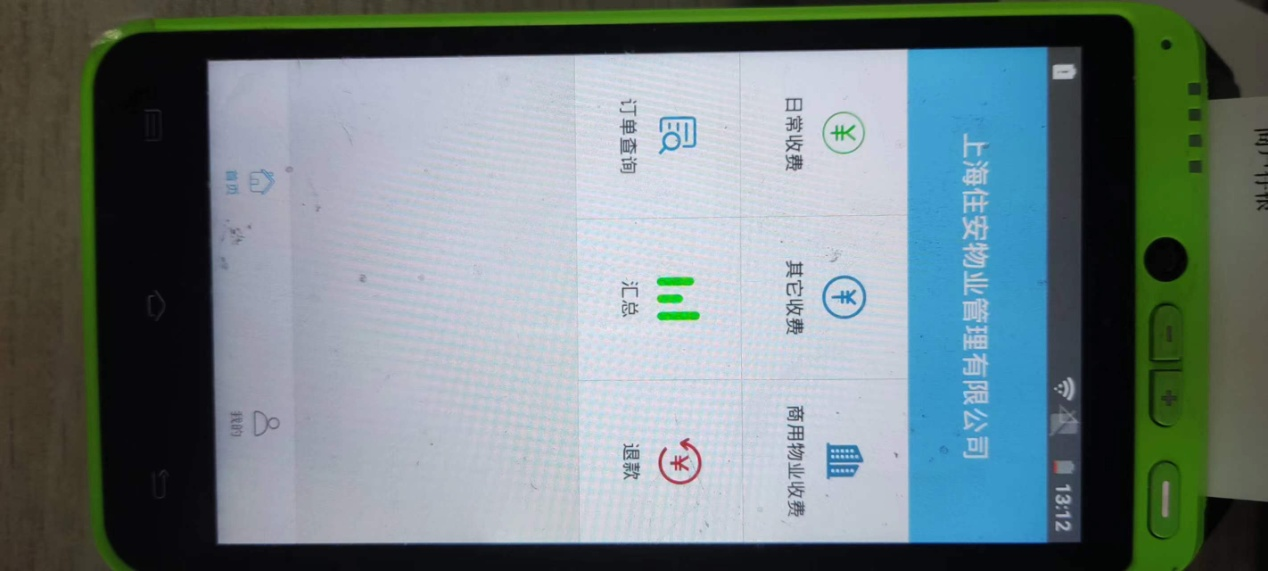 13:12
上海住安物业管理有限公司
日常收费
其它收费
商用物业收费
订单查询
汇总
退款
首页
我的